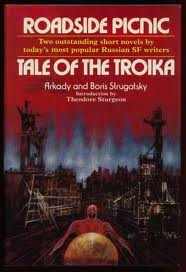 ROADSIDE PICNIC
Two outstanding short novels by
today's most popular Russian SF writers
TALE OF THE TROIKA
Arkady and Boris Strugatsky
Introduction by
Theodore Sturgeon